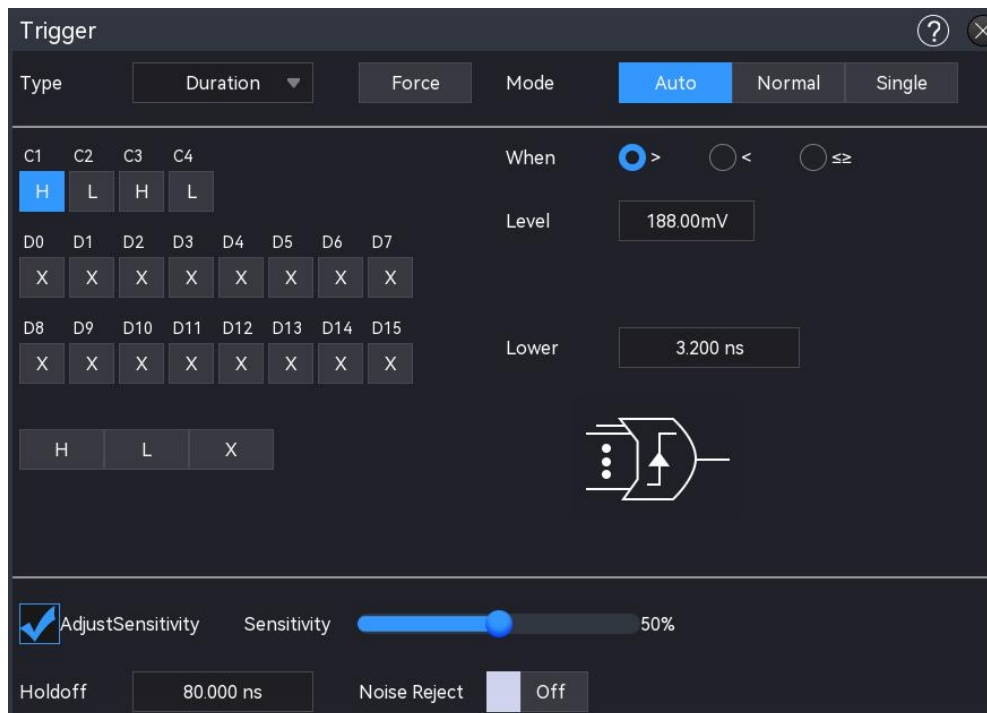 Trigger ?
Type Duration Force Mode Auto Normal Single
C1 C2 C3 C4 When > < ≤≥
H L H L
Level 188.00mV
D0 D1 D2 D3 D4 D5 D6 D7
X X X X X X X X
D8 D9 D10 D11 D12 D13 D14 D15
Lower 3.200 ns
X X X X X X X X
H L X
AdjustSensitivity Sensitivity 50%
Holdoff 80.000 ns Noise Reject Off